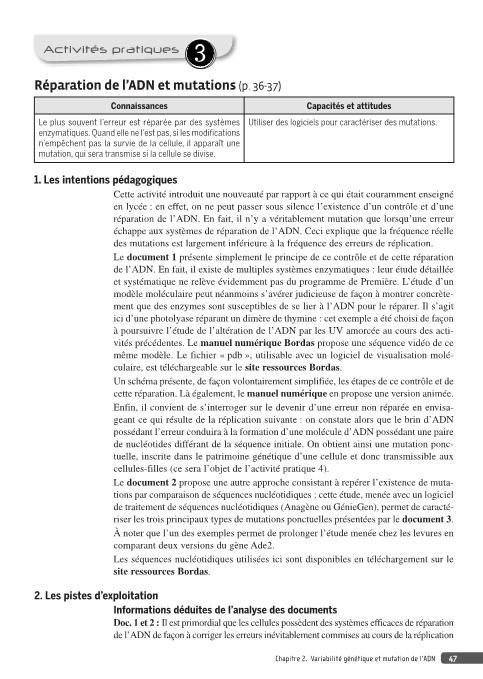 Activités pratiques 3
Réparation de l'ADN et mutations (p. 36-37)
Connaissances
Capacités et attitudes
Le plus souvent l'erreur est réparée par des systèmes
enzymatiques. Quand elle ne l'est pas, si les modifications
n'empêchent pas la survie de la cellule, il apparaît une
mutation, qui sera transmise si la cellule se divise.
Utiliser des logiciels pour caractériser des mutations.
1. Les intentions pédagogiques
Cette activité introduit une nouveauté par rapport à ce qui était couramment enseigné
en lycée : en effet, on ne peut passer sous silence l'existence d'un contrôle et d'une
réparation de l'ADN. En fait, il n'y a véritablement mutation que lorsqu'une erreur
échappe aux systèmes de réparation de l'ADN. Ceci explique que la fréquence réelle
des mutations est largement inférieure à la fréquence des erreurs de réplication.
Le document 1 présente simplement le principe de ce contrôle et de cette réparation
de l'ADN. En fait, il existe de multiples systèmes enzymatiques : leur étude détaillée
et systématique ne relève évidemment pas du programme de Première. L'étude d'un
modèle moléculaire peut néanmoins s'avérer judicieuse de façon à montrer concrète-
ment que des enzymes sont susceptibles de se lier à l'ADN pour le réparer. Il s'agit
ici d'une photolyase réparant un dimère de thymine : cet exemple a été choisi de façon
à poursuivre l'étude de l'altération de l'ADN par les UV amorcée au cours des acti-
vités précédentes. Le manuel numérique Bordas propose une séquence vidéo de ce
même modèle. Le fichier « pdb », utilisable avec un logiciel de visualisation molé-
culaire, est téléchargeable sur le site ressources Bordas.
Un schéma présente, de façon volontairement simplifiée, les étapes de ce contrôle et de
cette réparation. Là également, le manuel numérique en propose une version animée.
Enfin, il convient de s'interroger sur le devenir d'une erreur non réparée en envisa-
geant ce qui résulte de la réplication suivante : on constate alors que le brin d'ADN
possédant l'erreur conduira à la formation d'une molécule d'ADN possédant une paire
de nucléotides différant de la séquence initiale. On obtient ainsi une mutation ponc-
tuelle, inscrite dans le patrimoine génétique d'une cellule et donc transmissible aux
cellules-filles (ce sera l'objet de l'activité pratique 4).
Le document 2 propose une autre approche consistant à repérer l'existence de muta-
tions par comparaison de séquences nucléotidiques : cette étude, menée avec un logiciel
de traitement de séquences nucléotidiques (Anagène ou GénieGen), permet de caracté-
riser les trois principaux types de mutations ponctuelles présentées par le document 3.
À noter que l'un des exemples permet de prolonger l'étude menée chez les levures en
comparant deux versions du gène Ade2.
Les séquences nucléotidiques utilisées ici sont disponibles en téléchargement sur le
site ressources Bordas.
2. Les pistes d'exploitation
Informations déduites de l'analyse des documents
Doc. 1 et 2 : Il est primordial que les cellules possèdent des systèmes efficaces de réparation
de l'ADN de façon à corriger les erreurs inévitablement commises au cours de la réplication
Chapitre 2. Variabilité génétique et mutation de l'ADN 47